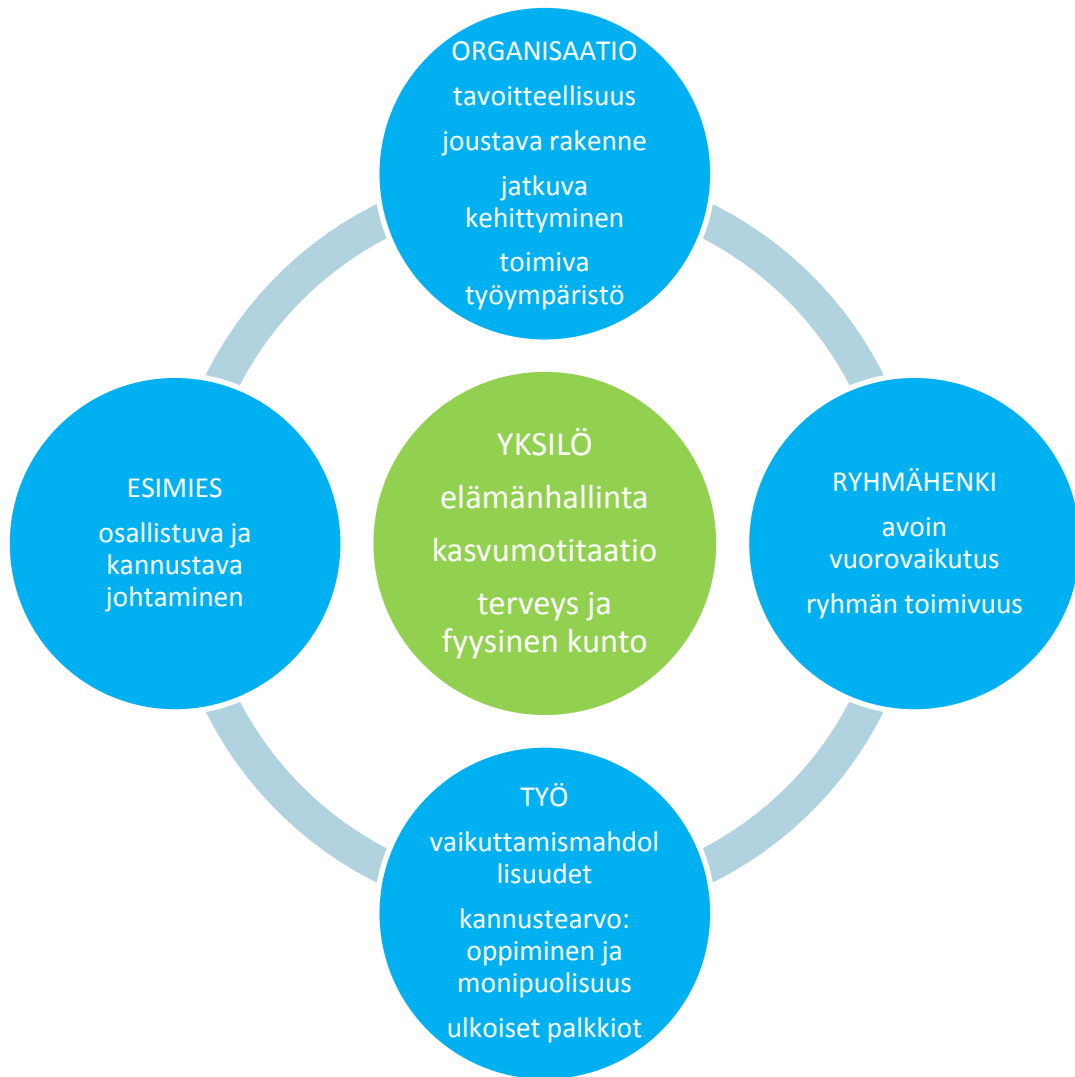 ORGANISAATIO
tavoitteellisuus
joustava rakenne
jatkuva
kehittyminen
toimiva
työympäristö
ESIMIES
osallistuva ja
kannustava
johtaminen
YKSILÖ
elämänhallinta
kasvumotitaatio
terveys ja
fyysinen kunto
RYHMÄHENKI
avoin
vuorovaikutus
ryhmän toimivuus
TYÖ
vaikuttamismahdol
lisuudet
kannustearvo:
oppiminen ja
monipuolisuus
ulkoiset palkkiot